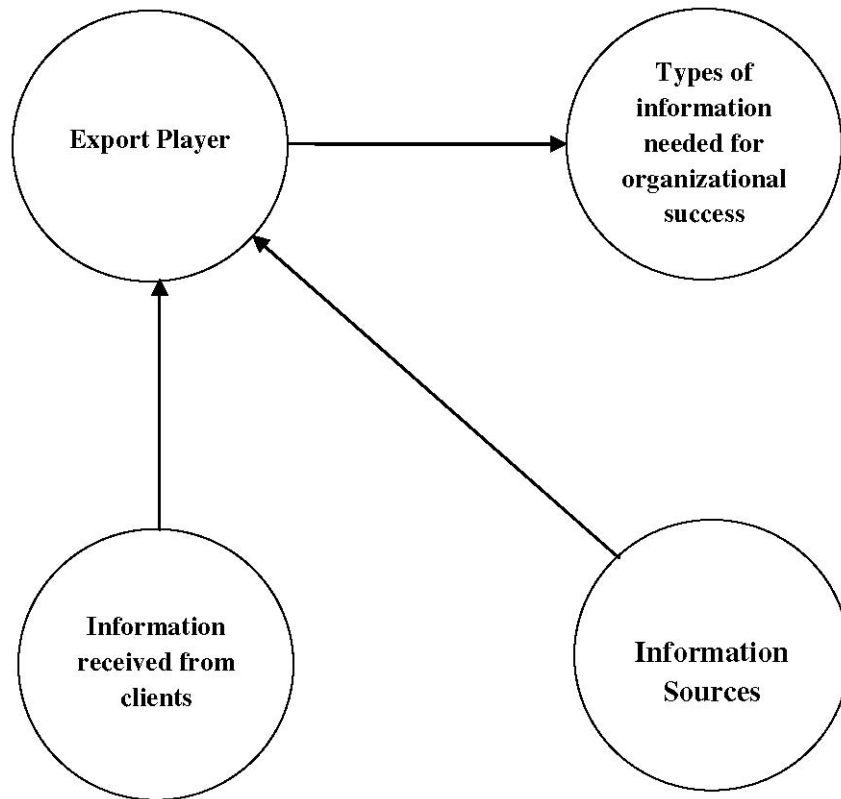 Export Player
Types of
information
needed for
organizational
success
Information
received from
clients
Information
Sources